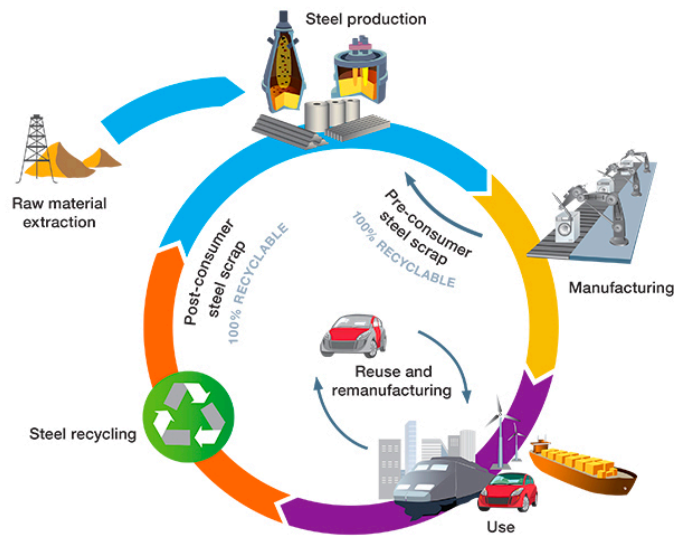 Steel production
Raw material
extraction
Pre-consumer
steel scrap
100% RECYCLABLE
Post-consumer
steel scrap
100% RECYCLABLE
Manufacturing
Reuse and
remanufacturing
Steel recycling
Use